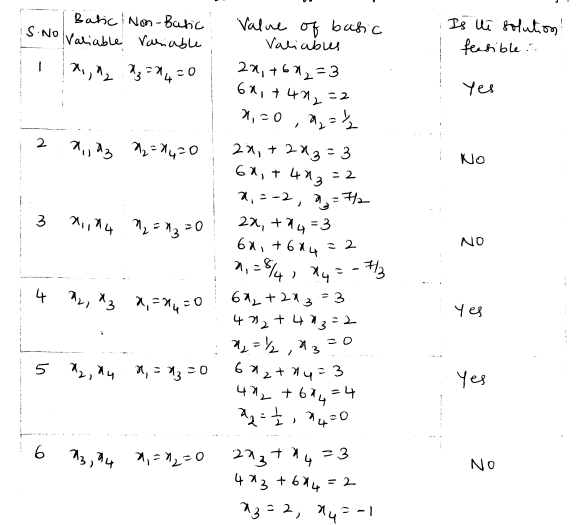 S.No Basic Variable Non-Basic Variable Value of basic Variables Is the solution feasible :-
1 x₁, x₂ x₃ = x₄ = 0 2x₁ + 6x₂ = 3 Yes
6x₁ + 4x₂ = 2
x₁ = 0 , x₂ = 1/2
2 x₁, x₃ x₂ = x₄ = 0 2x₁ + 2x₃ = 3 NO
6x₁ + 4x₃ = 2
x₁ = -2, x₃ = 7/2
3 x₁, x₄ x₂ = x₃ = 0 2x₁ + x₄ = 3 NO
6x₁ + 6x₄ = 2
x₁ = 8/4 , x₄ = - 7/3
4 x₂, x₃ x₁ = x₄ = 0 6x₂ + 2x₃ = 3 Yes
4x₂ + 4x₃ = 2
x₂ = 1/2 , x₃ = 0
5 x₂, x₄ x₁ = x₃ = 0 6x₂ + x₄ = 3 Yes
4x₂ + 6x₄ = 4
x₂ = 1/2 , x₄ = 0
6 x₃, x₄ x₁ = x₂ = 0 2x₃ + x₄ = 3 NO
4x₃ + 6x₄ = 2
x₃ = 2, x₄ = -1